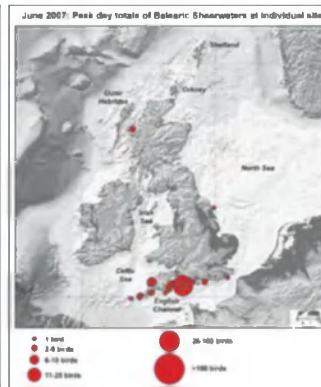 June 2007: Peak day totals of Balearic Shearwaters at individual sites
Shetland
Orkney
Outer
Hebrides
North Sea
Irish
Sea
Celtic
Sea
English
Channel
1 bird
2-5 birds
6-10 birds
11-25 birds
26-100 birds
>100 birds